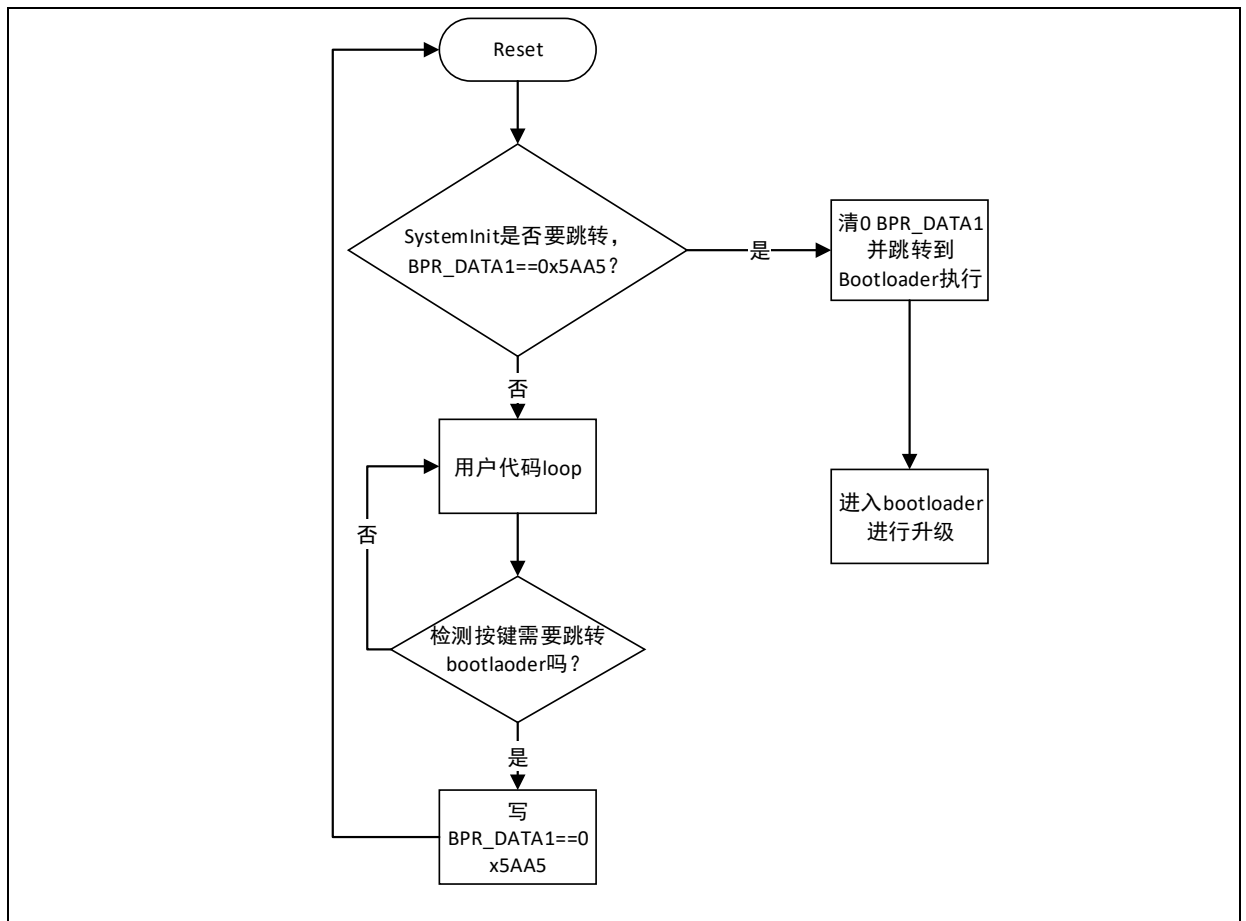 Reset
SystemInit是否要跳转,
BPR_DATA1==0x5AA5?
是
清0 BPR_DATA1
并跳转到
Bootloader执行
否
用户代码loop
进入bootloader
进行升级
否
检测按键需要跳转
bootlaoder吗?
是
写
BPR_DATA1==0
x5AA5